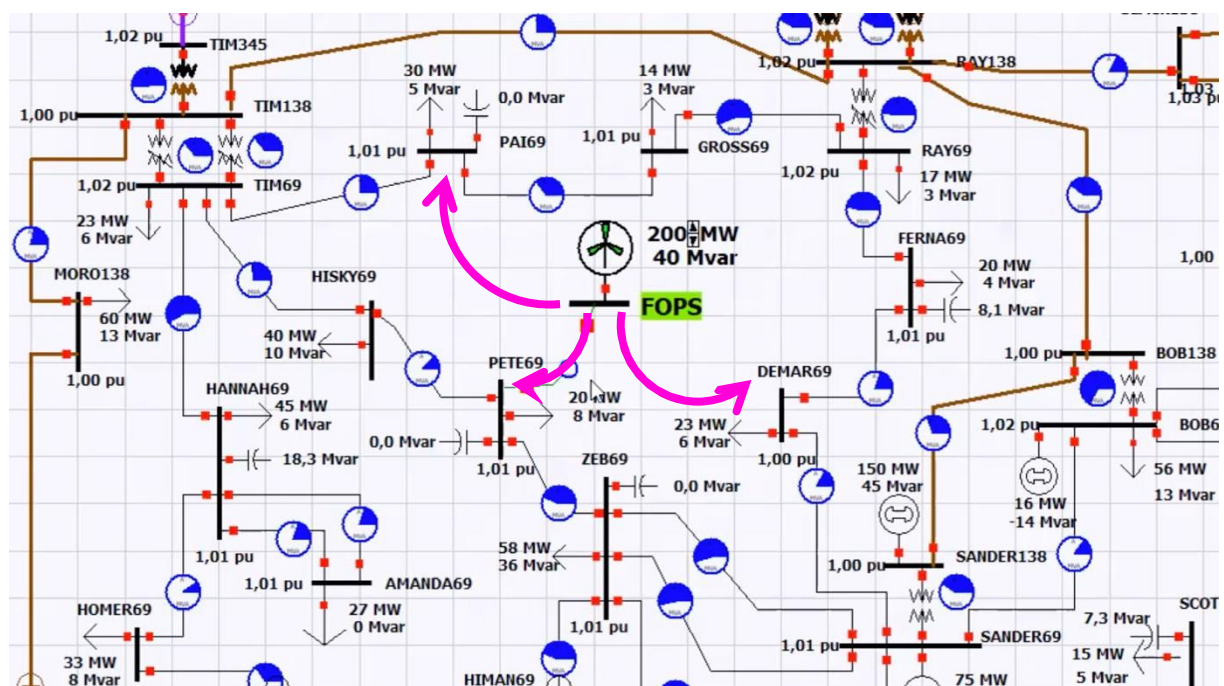 1,02 pu
TIM345
TIM138
1,00 pu
1,02 pu
TIM69
23 MW
6 Mvar
30 MW
5 Mvar
0,0 Mvar
PAI69
1,01 pu
14 MW
3 Mvar
1,01 pu
GROSS69
1,02 pu
RAY138
1,03
1,03 pu
RAY69
1,02 pu
17 MW
3 Mvar
MORO138
60 MW
13 Mvar
1,00 pu
HISKY69
40 MW
10 Mvar
200 MW
40 Mvar
FOPS
FERNA69
20 MW
4 Mvar
8,1 Mvar
1,01 pu
1,00
HANNAH69
45 MW
6 Mvar
18,3 Mvar
1,01 pu
PETE69
8 Mvar
0,0 Mvar
1,01 pu
DEMAR69
23 MW
6 Mvar
1,00 pu
1,00 pu
BOB138
1,02 pu
BOB6
56 MW
13 Mvar
16 MW
-14 Mvar
150 MW
45 Mvar
1,00 pu
SANDER138
ZEB69
0,0 Mvar
58 MW
36 Mvar
1,01 pu
1,01 pu
AMANDA69
27 MW
0 Mvar
HOMER69
33 MW
8 Mvar
HIMAN69
1,01 pu
SANDER69
75 MW
SCOT
7,3 Mvar
15 MW
5 Mvar